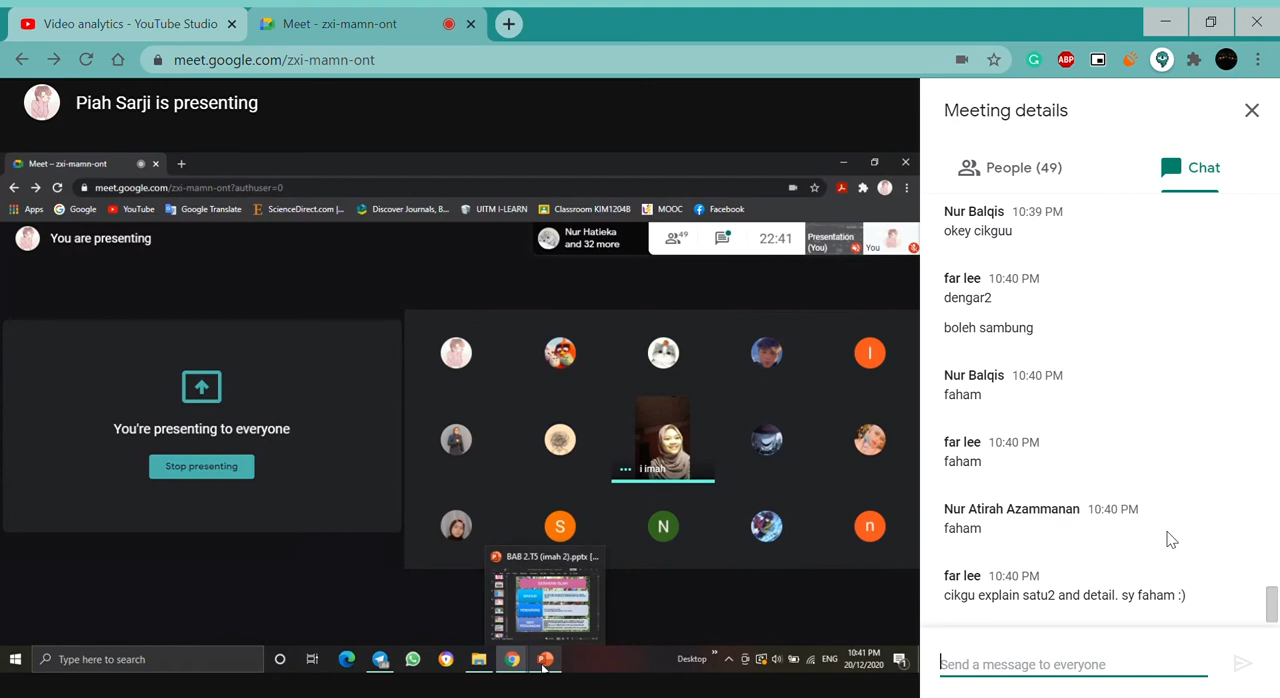 Video analytics - YouTube Studio
Meet - zxi-mamn-ont
meet.google.com/zxi-mamn-ont
ABP
Piah Sarji is presenting
Meet – zxi-mamn-ont
meet.google.com/zxi-mamn-ont?authuser=0
Apps
Google
YouTube
Google Translate
ScienceDirect.com |...
Discover Journals, B...
UITM I-LEARN
Classroom KIM1204B
MOOC
Facebook
You are presenting
Nur Hatieka
and 32 more
49
22:41
Presentation
(You)
You
I
You're presenting to everyone
Stop presenting
i imah
S
N
n
BAB 2.T5 (imah 2).pptx [...
Type here to search
Desktop
ENG
10:41 PM
20/12/2020
1
Meeting details
People (49)
Chat
Nur Balqis 10:39 PM
okey cikguu
far lee 10:40 PM
dengar2
boleh sambung
Nur Balqis 10:40 PM
faham
far lee 10:40 PM
faham
Nur Atirah Azammanan 10:40 PM
faham
far lee 10:40 PM
cikgu explain satu2 and detail. sy faham :)
Send a message to everyone